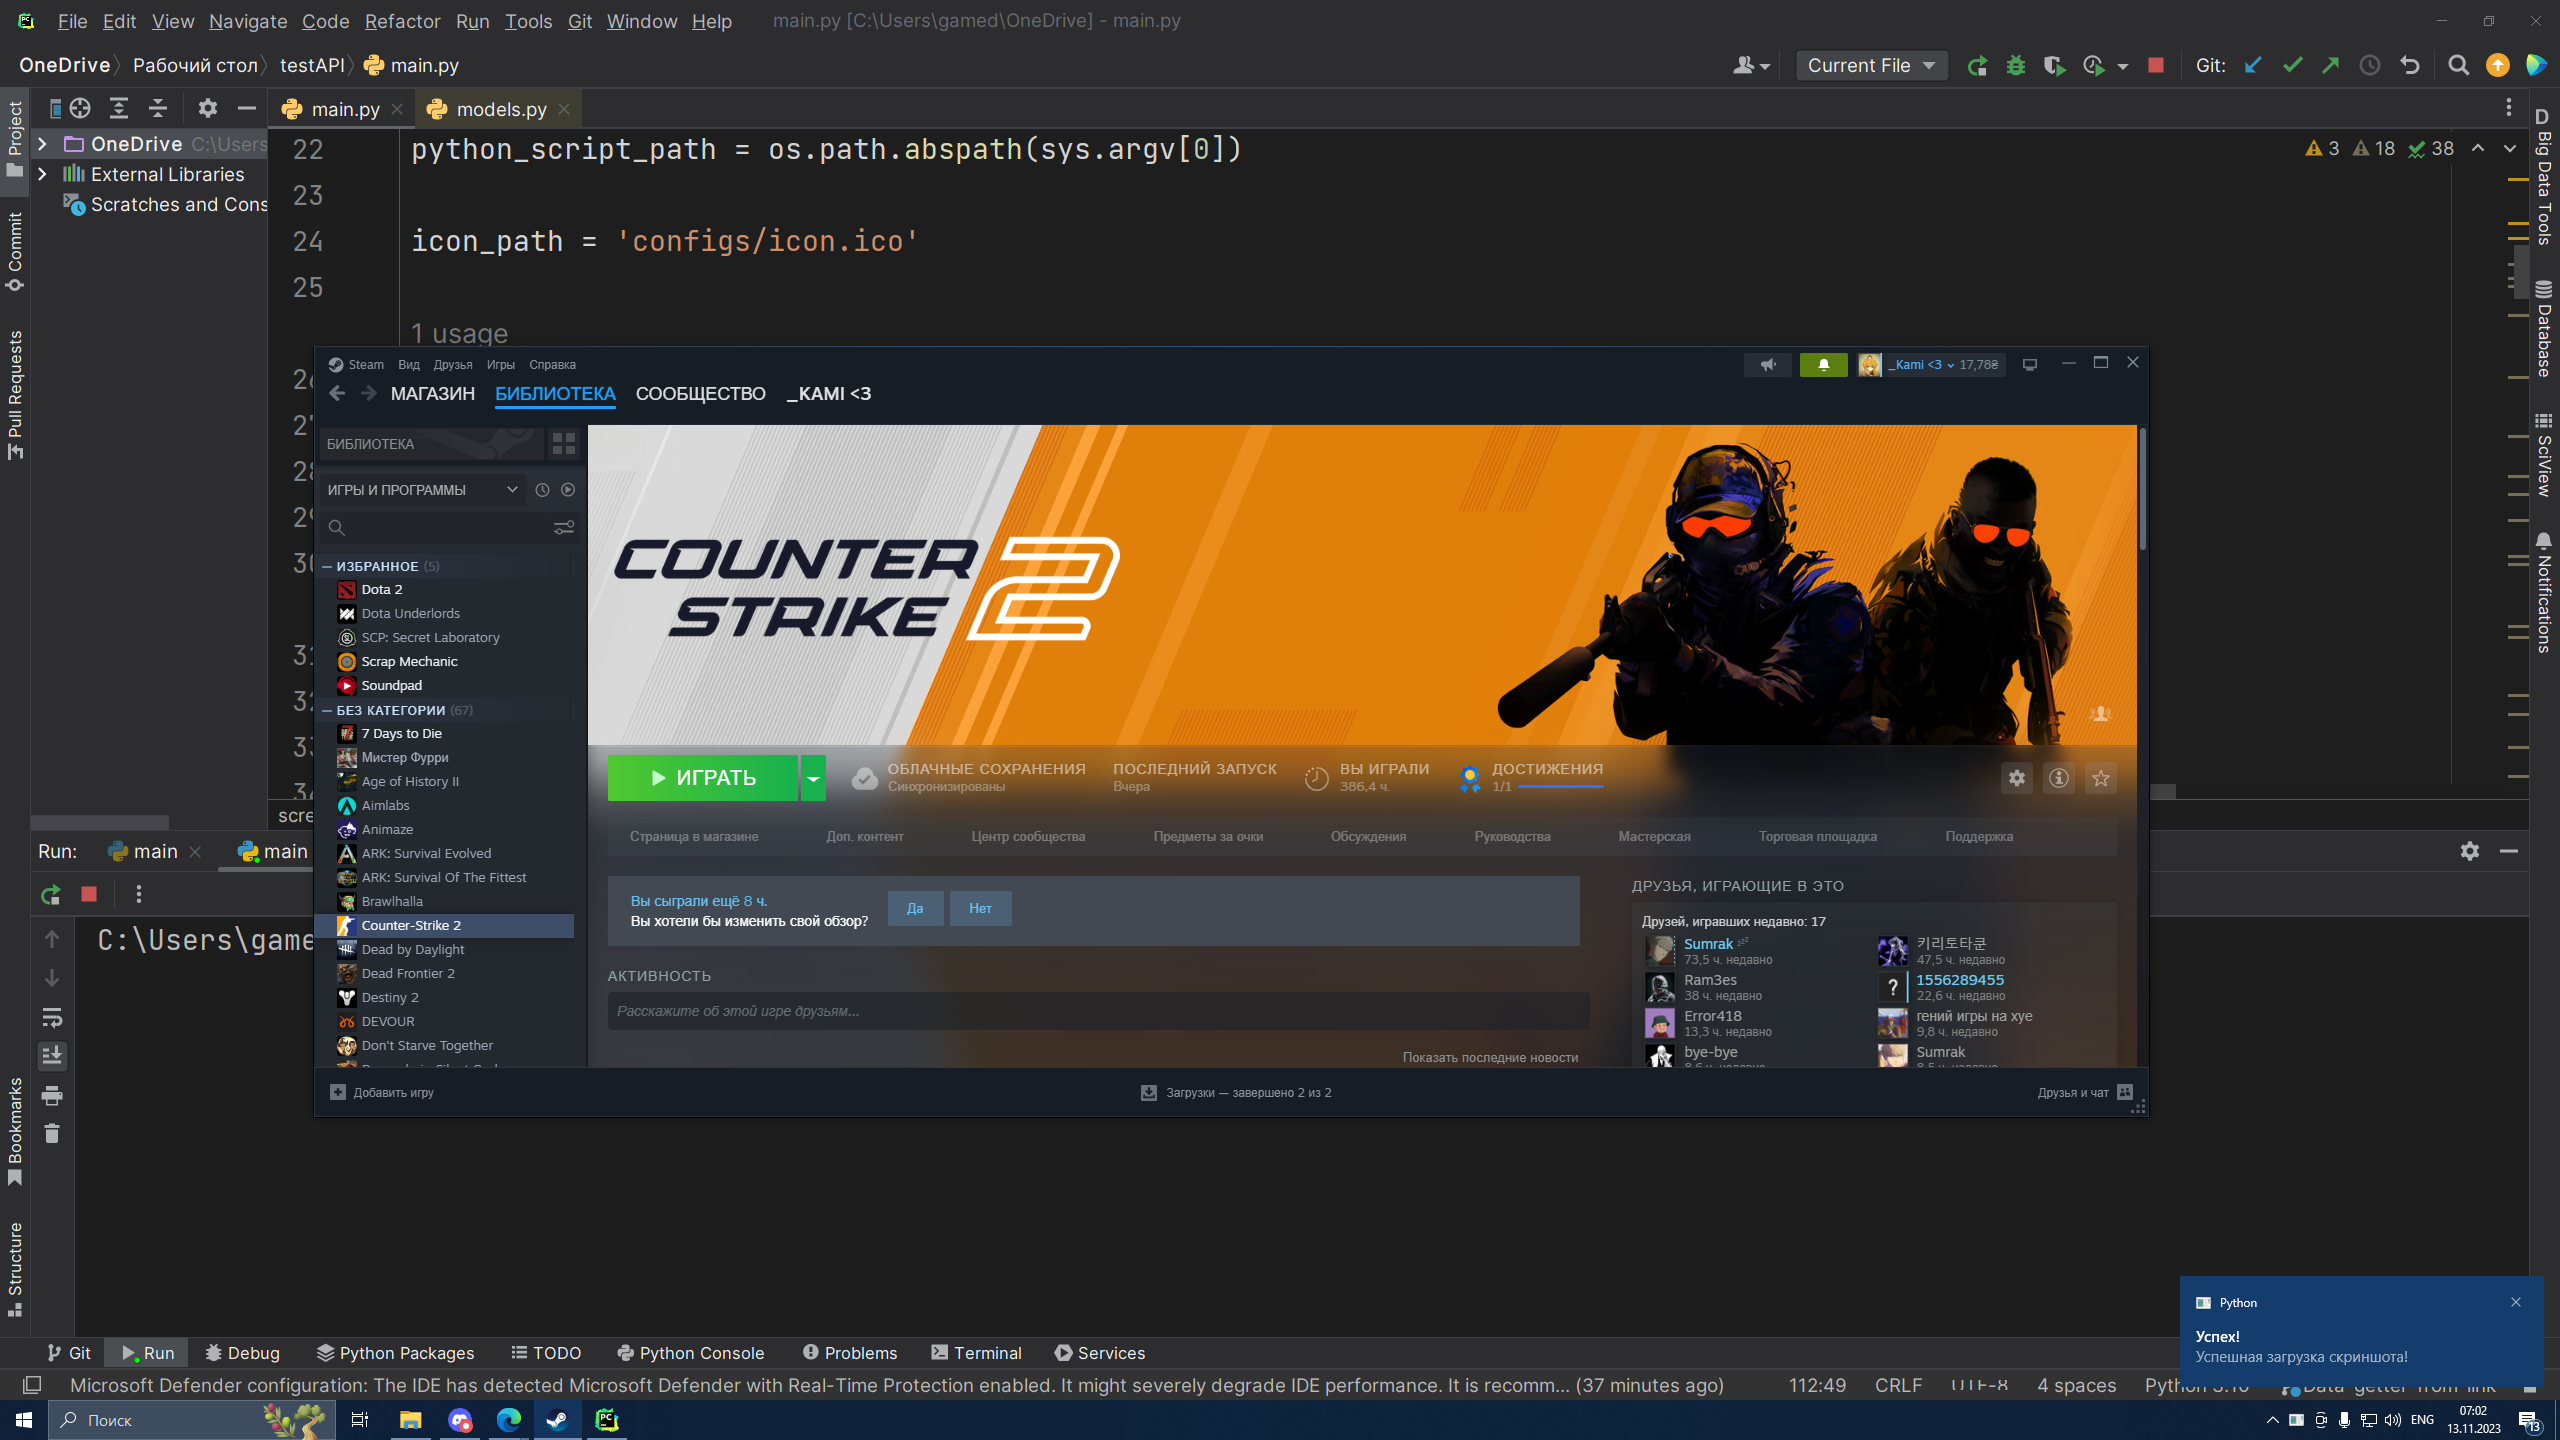 File Edit View Navigate Code Refactor Run Tools Git Window Help main.py [C:\Users\gamed\OneDrive] - main.py
OneDrive Рабочий стол testAPI main.py
Current File
Git:
Project
Commit
Pull Requests
Bookmarks
Structure
OneDrive C:\Users
External Libraries
Scratches and Cons
main.py
models.py
3 18 38
22 python_script_path = os.path.abspath(sys.argv[0])
23
24 icon_path = 'configs/icon.ico'
25
1 usage
Big Data Tools
Database
SciView
Notifications
Steam Вид Друзья Игры Справка
_Kami <3 17,78₴
МАГАЗИН БИБЛИОТЕКА СООБЩЕСТВО _KAMI <3
БИБЛИОТЕКА
ИГРЫ И ПРОГРАММЫ
ИЗБРАННОЕ (5)
Dota 2
Dota Underlords
SCP: Secret Laboratory
Scrap Mechanic
Soundpad
БЕЗ КАТЕГОРИИ (67)
7 Days to Die
Мистер Фурри
Age of History II
Aimlabs
Animaze
ARK: Survival Evolved
ARK: Survival Of The Fittest
Brawlhalla
Counter-Strike 2
Dead by Daylight
Dead Frontier 2
Destiny 2
DEVOUR
Don't Starve Together
COUNTER
STRIKE 2
ИГРАТЬ
ОБЛАЧНЫЕ СОХРАНЕНИЯ
Синхронизированы
ПОСЛЕДНИЙ ЗАПУСК
Вчера
ВЫ ИГРАЛИ
386,4 ч.
ДОСТИЖЕНИЯ
1/1
Страница в магазине Доп. контент Центр сообщества Предметы за очки Обсуждения Руководства Мастерская Торговая площадка Поддержка
Вы сыграли ещё 8 ч.
Вы хотели бы изменить свой обзор?
Да Нет
АКТИВНОСТЬ
Расскажите об этой игре друзьям...
Показать последние новости
ДРУЗЬЯ, ИГРАЮЩИЕ В ЭТО
Друзей, игравших недавно: 17
Sumrak zzz
73,5 ч. недавно
키리토타쿤
47,5 ч. недавно
Ram3es
38 ч. недавно
1556289455
22,6 ч. недавно
Error418
13,3 ч. недавно
гений игры на хуе
9,8 ч. недавно
bye-bye
Sumrak
Добавить игру
Загрузки — завершено 2 из 2
Друзья и чат
scre
Run: main main
C:\Users\game
Git Run Debug Python Packages TODO Python Console Problems Terminal Services
Microsoft Defender configuration: The IDE has detected Microsoft Defender with Real-Time Protection enabled. It might severely degrade IDE performance. It is recomm... (37 minutes ago)
112:49 CRLF UTF-8 4 spaces
Python
Успех!
Успешная загрузка скриншота!
Поиск
ENG
07:02
13.11.2023
13